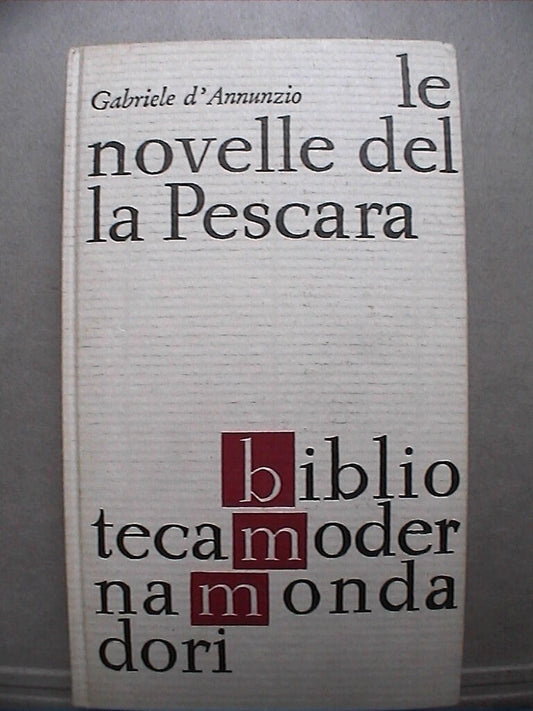 Gabriele d'Annunzio le
novelle del
la Pescara
biblio
tecamoder
namonda
dori